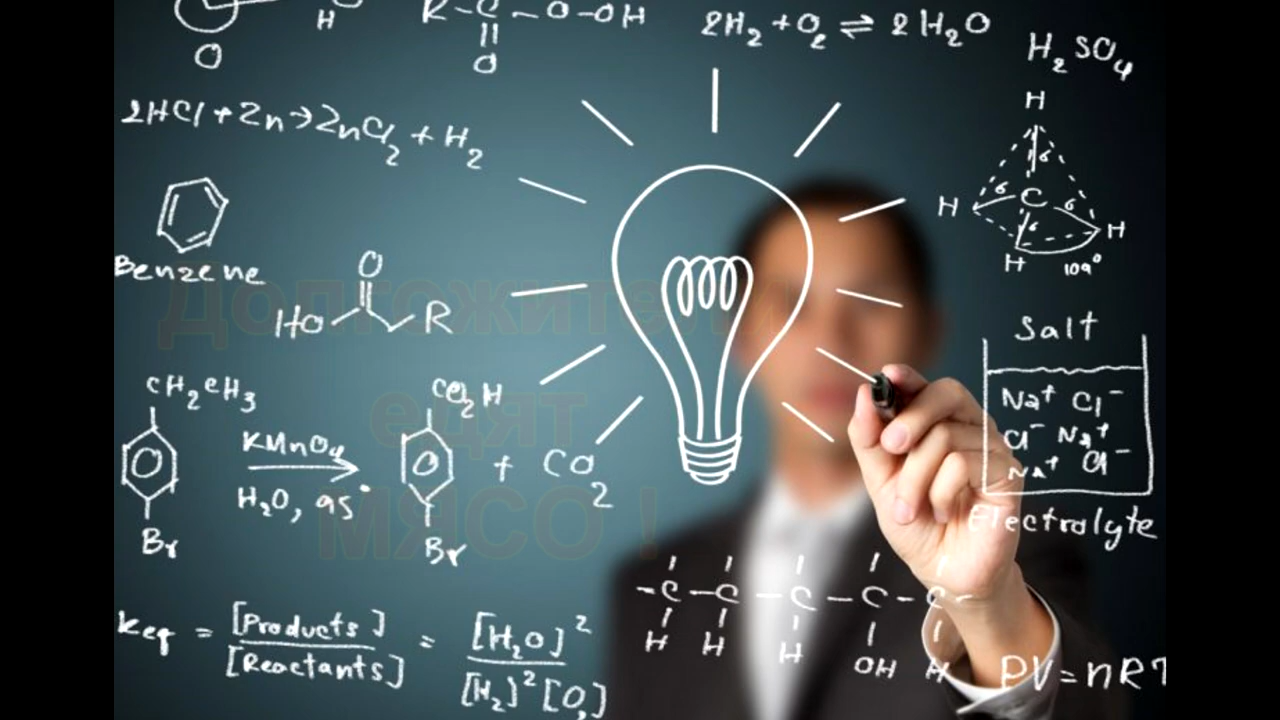 O
H
R-C-O-OH
O
2H₂+O₂⇌2H₂O
H₂SO₄
2HCl+Zn→ZnCl₂+H₂
H
C
H
H
H
109°
б
б
б
б
Benzene
O
HO
R
Долгожители
едят
МЯСО !
Salt
Na⁺ Cl⁻
Cl⁻ Na⁺
Na⁺ Cl⁻
Electrolyte
CH₂CH₃
Br
KMnO₄
H₂O, as
CO₂H
Br
+ CO₂
-C-C-C-C-C-
H H H OH H
Keq = [Products] / [Reactants] = [H₂O]² / [H₂]²[O₂]
PV=nRT